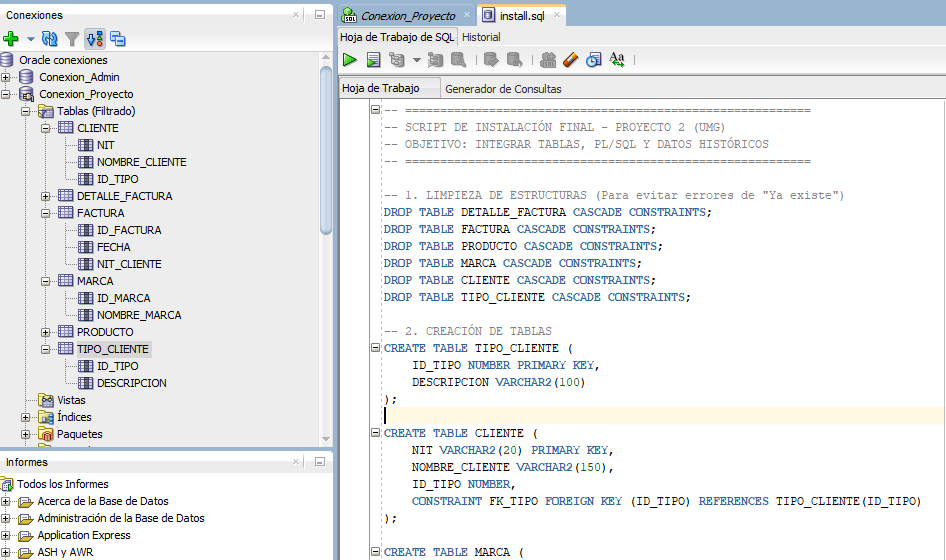 Conexiones
Oracle conexiones
Conexion_Admin
Conexion_Proyecto
Tablas (Filtrado)
CLIENTE
NIT
NOMBRE_CLIENTE
ID_TIPO
DETALLE_FACTURA
FACTURA
ID_FACTURA
FECHA
NIT_CLIENTE
MARCA
ID_MARCA
NOMBRE_MARCA
PRODUCTO
TIPO_CLIENTE
ID_TIPO
DESCRIPCION
Vistas
Índices
Paquetes
Informes
Todos los Informes
Acerca de la Base de Datos
Administración de la Base de Datos
Application Express
ASH y AWR
Conexion_Proyecto
install.sql
Hoja de Trabajo de SQL
Historial
Hoja de Trabajo
Generador de Consultas
-- ==========================================================
-- SCRIPT DE INSTALACIÓN FINAL - PROYECTO 2 (UMG)
-- OBJETIVO: INTEGRAR TABLAS, PL/SQL Y DATOS HISTÓRICOS
-- ==========================================================
-- 1. LIMPIEZA DE ESTRUCTURAS (Para evitar errores de "Ya existe")
DROP TABLE DETALLE_FACTURA CASCADE CONSTRAINTS;
DROP TABLE FACTURA CASCADE CONSTRAINTS;
DROP TABLE PRODUCTO CASCADE CONSTRAINTS;
DROP TABLE MARCA CASCADE CONSTRAINTS;
DROP TABLE CLIENTE CASCADE CONSTRAINTS;
DROP TABLE TIPO_CLIENTE CASCADE CONSTRAINTS;
-- 2. CREACIÓN DE TABLAS
CREATE TABLE TIPO_CLIENTE (
ID_TIPO NUMBER PRIMARY KEY,
DESCRIPCION VARCHAR2(100)
);
CREATE TABLE CLIENTE (
NIT VARCHAR2(20) PRIMARY KEY,
NOMBRE_CLIENTE VARCHAR2(150),
ID_TIPO NUMBER,
CONSTRAINT FK_TIPO FOREIGN KEY (ID_TIPO) REFERENCES TIPO_CLIENTE(ID_TIPO)
);
CREATE TABLE MARCA (